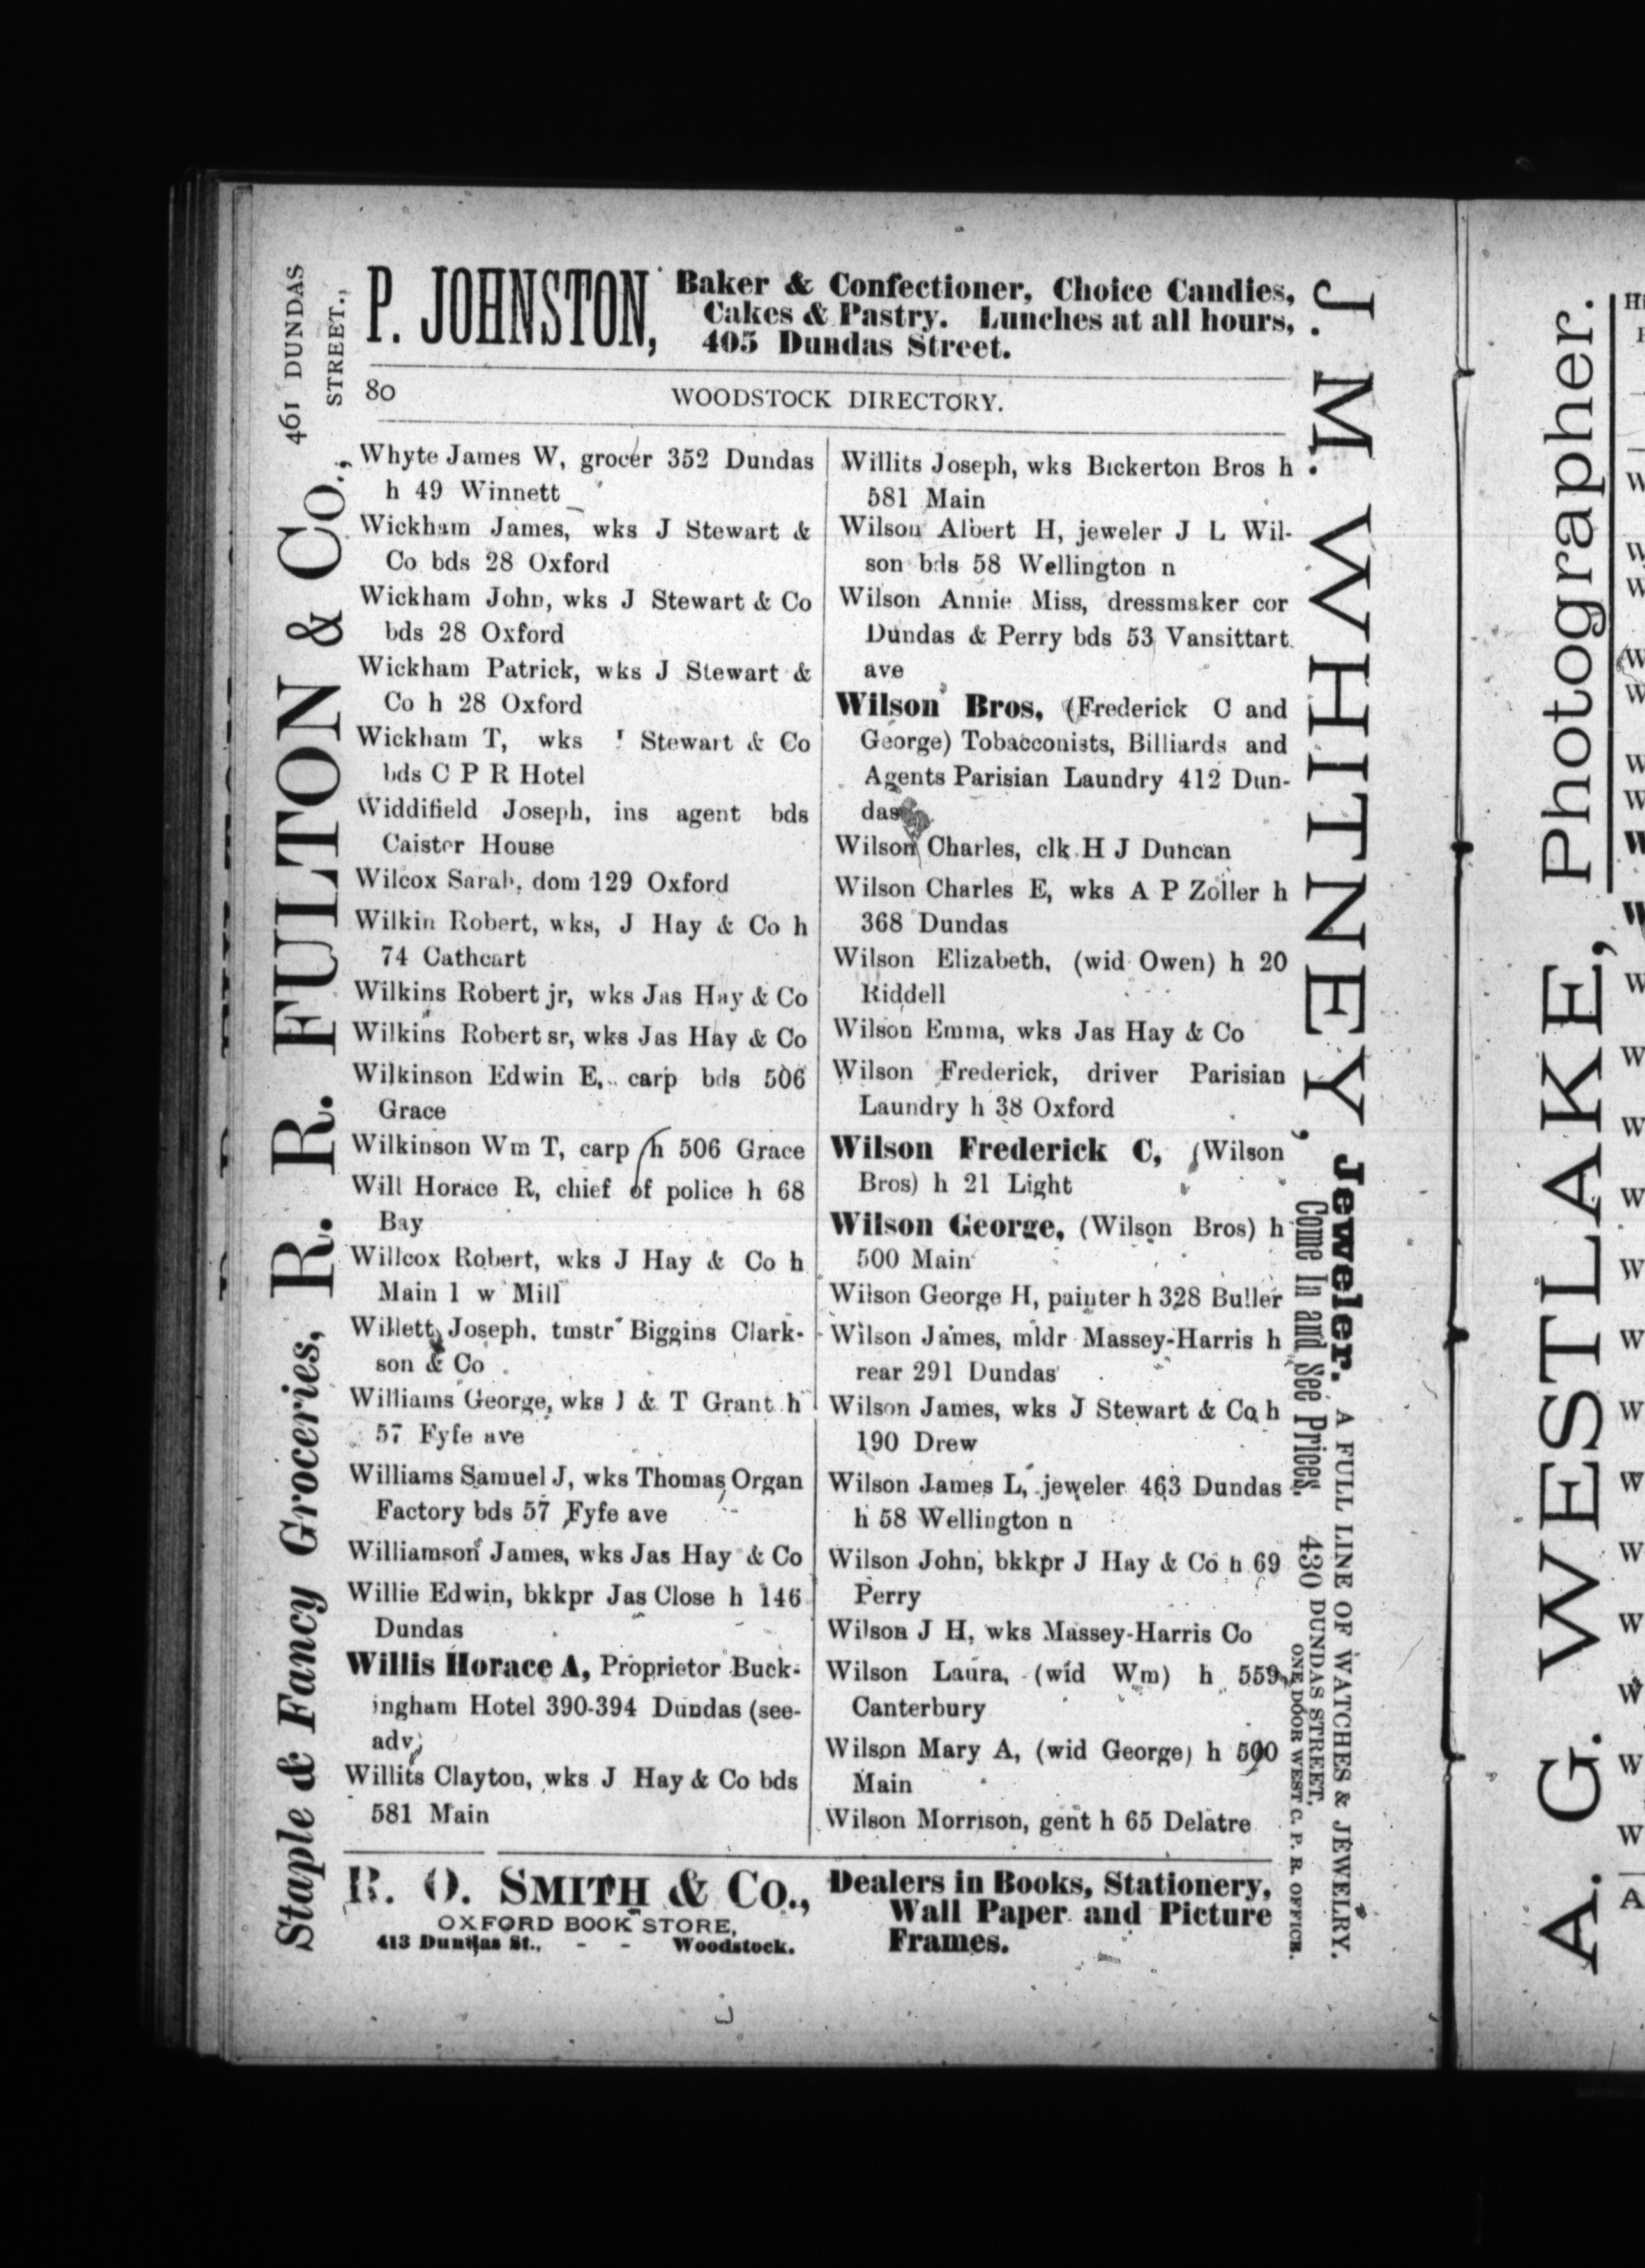 P. JOHNSTON,
Baker & Confectioner, Choice Candies,
Cakes & Pastry. Lunches at all hours,
405 Dundas Street.
80
WOODSTOCK DIRECTORY.
Whyte James W, grocer 352 Dundas
h 49 Winnett
Wickham James, wks J Stewart &
Co bds 28 Oxford
Wickham John, wks J Stewart & Co
bds 28 Oxford
Wickham Patrick, wks J Stewart &
Co h 28 Oxford
Wickham T, wks J Stewart & Co
bds C P R Hotel
Widdifield Joseph, ins agent bds
Caister House
Wilcox Sarah, dom 129 Oxford
Wilkin Robert, wks, J Hay & Co h
74 Cathcart
Wilkins Robert jr, wks Jas Hay & Co
Wilkins Robert sr, wks Jas Hay & Co
Wilkinson Edwin E, carp bds 506
Grace
Wilkinson Wm T, carp h 506 Grace
Will Horace R, chief of police h 68
Bay
Willcox Robert, wks J Hay & Co h
Main 1 w Mill
Willett Joseph, tmstr Biggins Clark-
son & Co
Williams George, wks J & T Grant h
57 Fyfe ave
Williams Samuel J, wks Thomas Organ
Factory bds 57 Fyfe ave
Williamson James, wks Jas Hay & Co
Willie Edwin, bkkpr Jas Close h 146
Dundas
Willis Horace A, Proprietor Buck-
ingham Hotel 390-394 Dundas (see-
adv)
Willits Clayton, wks J Hay & Co bds
581 Main
Willits Joseph, wks Bickerton Bros h
581 Main
Wilson Albert H, jeweler J L Wil-
son bds 58 Wellington n
Wilson Annie Miss, dressmaker cor
Dundas & Perry bds 53 Vansittart
ave
Wilson Bros, (Frederick C and
George) Tobacconists, Billiards and
Agents Parisian Laundry 412 Dun-
das
Wilson Charles, clk H J Duncan
Wilson Charles E, wks A P Zoller h
368 Dundas
Wilson Elizabeth, (wid Owen) h 20
Riddell
Wilson Emma, wks Jas Hay & Co
Wilson Frederick, driver Parisian
Laundry h 38 Oxford
Wilson Frederick C, (Wilson
Bros) h 21 Light
Wilson George, (Wilson Bros) h
500 Main
Wilson George H, painter h 328 Buller
Wilson James, mldr Massey-Harris h
rear 291 Dundas
Wilson James, wks J Stewart & Co h
190 Drew
Wilson James L, jeweler 463 Dundas
h 58 Wellington n
Wilson John, bkkpr J Hay & Co h 69
Perry
Wilson J H, wks Massey-Harris Co
Wilson Laura, (wid Wm) h 559
Canterbury
Wilson Mary A, (wid George) h 500
Main
Wilson Morrison, gent h 65 Delatre
R. O. SMITH & CO.,
OXFORD BOOK STORE,
413 Dundas St., - - Woodstock.
Dealers in Books, Stationery,
Wall Paper and Picture
Frames.
Staple & Fancy Groceries, R. R. FULTON & CO.,
461 DUNDAS
STREET.,
J. M. WHITNEY, Jeweler.
A FULL LINE OF WATCHES & JEWELRY.
Come In and See Prices.
430 DUNDAS STREET,
ONE DOOR WEST C. P. R. OFFICE.
A. G. WESTLAKE, Photographer.